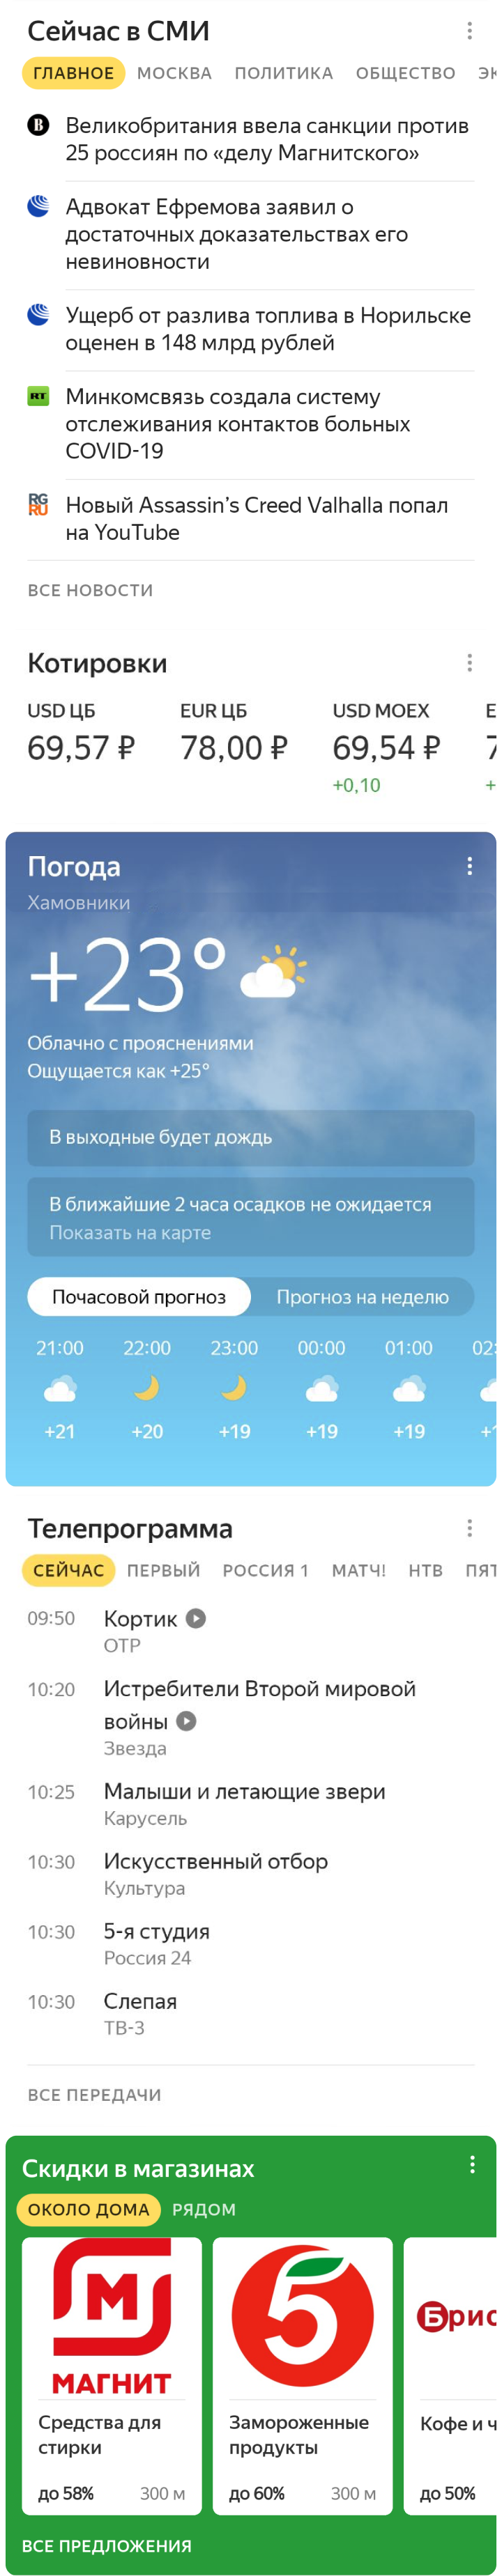 Сейчас в СМИ
ГЛАВНОЕ МОСКВА ПОЛИТИКА ОБЩЕСТВО ЭК
Великобритания ввела санкции против
25 россиян по «делу Магнитского»
Адвокат Ефремова заявил о
достаточных доказательствах его
невиновности
Ущерб от разлива топлива в Норильске
оценен в 148 млрд рублей
RT Минкомсвязь создала систему
отслеживания контактов больных
COVID-19
RG
RU
Новый Assassin’s Creed Valhalla попал
на YouTube
ВСЕ НОВОСТИ
Котировки
USD ЦБ EUR ЦБ USD MOEX E
69,57 ₽ 78,00 ₽ 69,54 ₽ 7
+0,10 +
Погода
Хамовники
+23°
Облачно с прояснениями
Ощущается как +25°
В выходные будет дождь
В ближайшие 2 часа осадков не ожидается
Показать на карте
Почасовой прогноз Прогноз на неделю
21:00 22:00 23:00 00:00 01:00 02:
+21 +20 +19 +19 +19 +1
Телепрограмма
СЕЙЧАС ПЕРВЫЙ РОССИЯ 1 МАТЧ! НТВ ПЯТ
09:50 Кортик
ОТР
10:20 Истребители Второй мировой
войны
Звезда
10:25 Малыши и летающие звери
Карусель
10:30 Искусственный отбор
Культура
10:30 5-я студия
Россия 24
10:30 Слепая
ТВ-3
ВСЕ ПЕРЕДАЧИ
Скидки в магазинах
ОКОЛО ДОМА РЯДОМ
М
МАГНИТ
5
Брис
Средства для
стирки
до 58% 300 м
Замороженные
продукты
до 60% 300 м
Кофе и ч
до 50%
ВСЕ ПРЕДЛОЖЕНИЯ